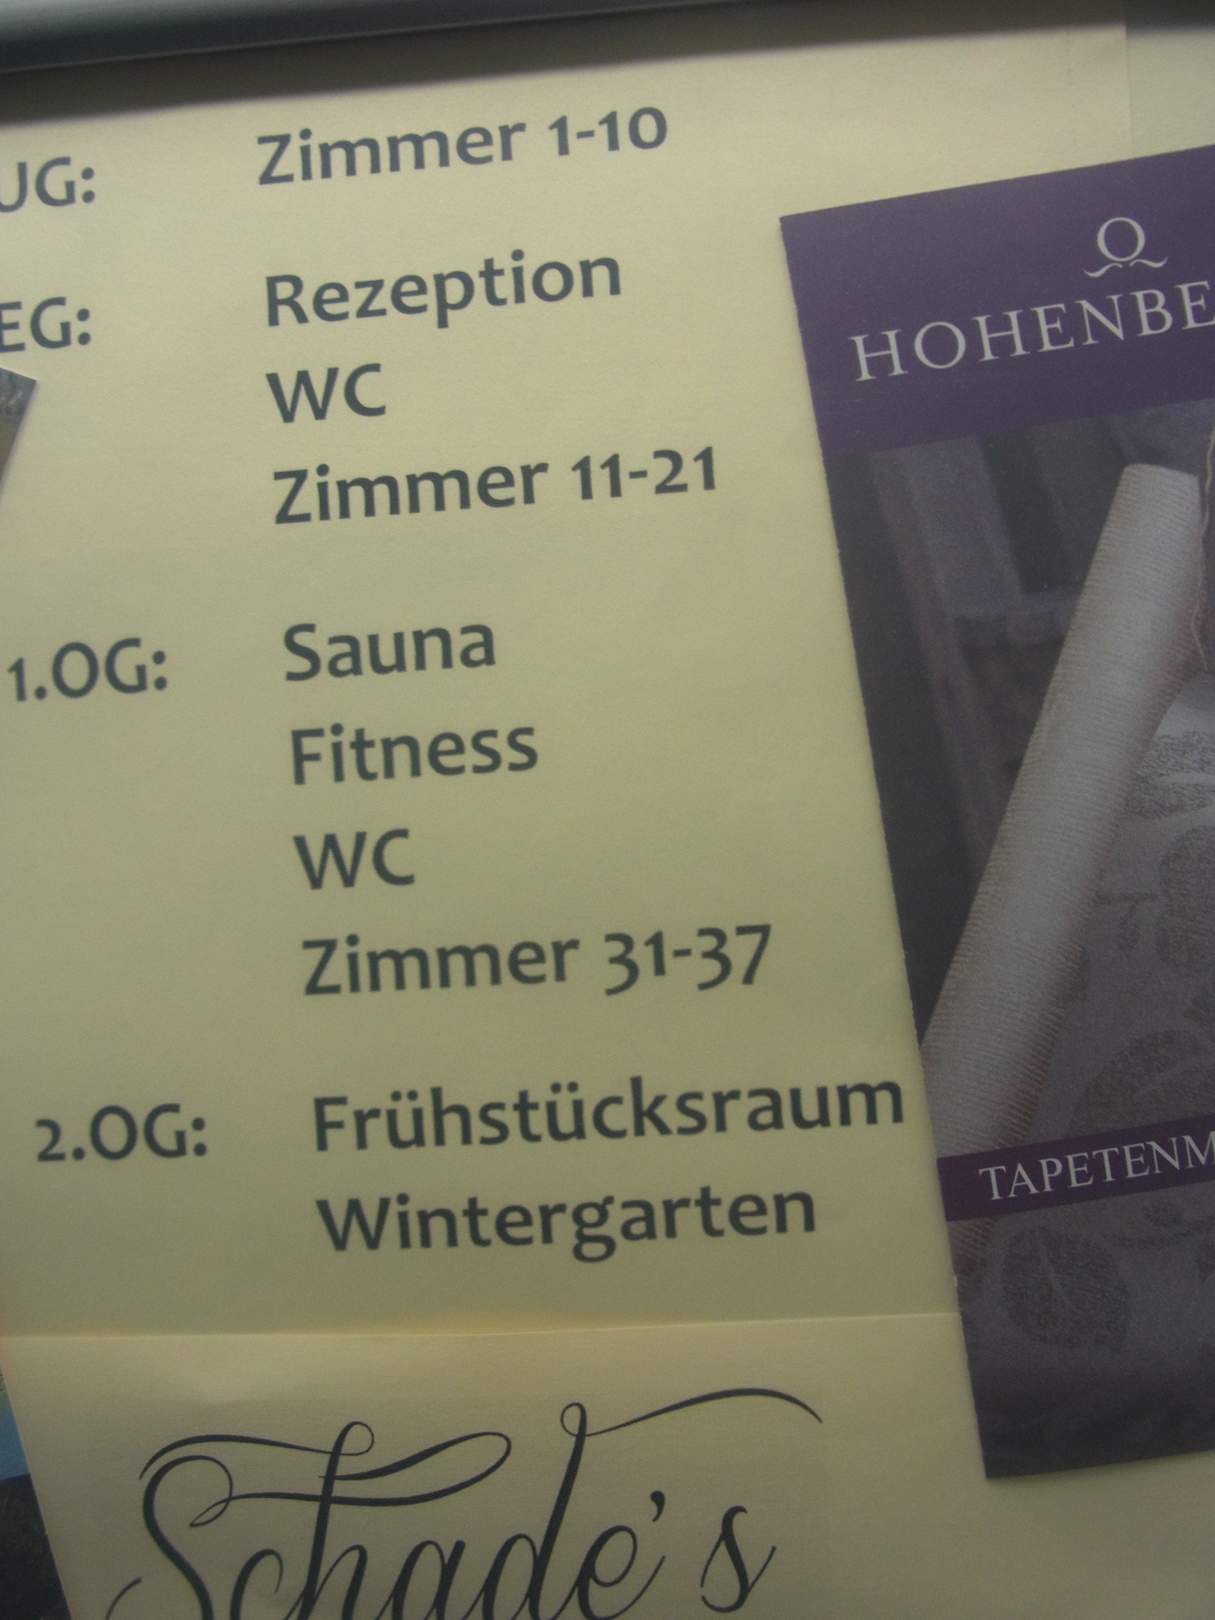 UG: Zimmer 1-10
EG: Rezeption
WC
Zimmer 11-21
1.OG: Sauna
Fitness
WC
Zimmer 31-37
2.OG: Frühstücksraum
Wintergarten
Schade's
HOHENBE
TAPETENM